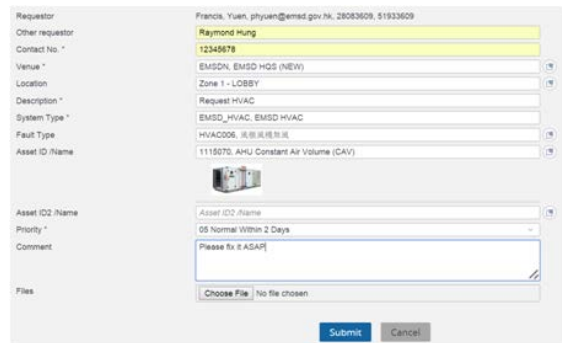 Requestor Francis, Yuen, phyuen@emsd.gov.hk, 28083609, 51933609
Other requestor Raymond Hung
Contact No. * 12345678
Venue * EMSDN, EMSD HQS (NEW)
Location Zone 1 - LOBBY
Description * Request HVAC
System Type * EMSD_HVAC, EMSD HVAC
Fault Type HVAC006,
Asset ID /Name 1115070, AHU Constant Air Volume (CAV)
Asset ID2 /Name Asset ID2 /Name
Priority * 05 Normal Within 2 Days
Comment Please fix it ASAP
Files Choose File No file chosen
Submit Cancel